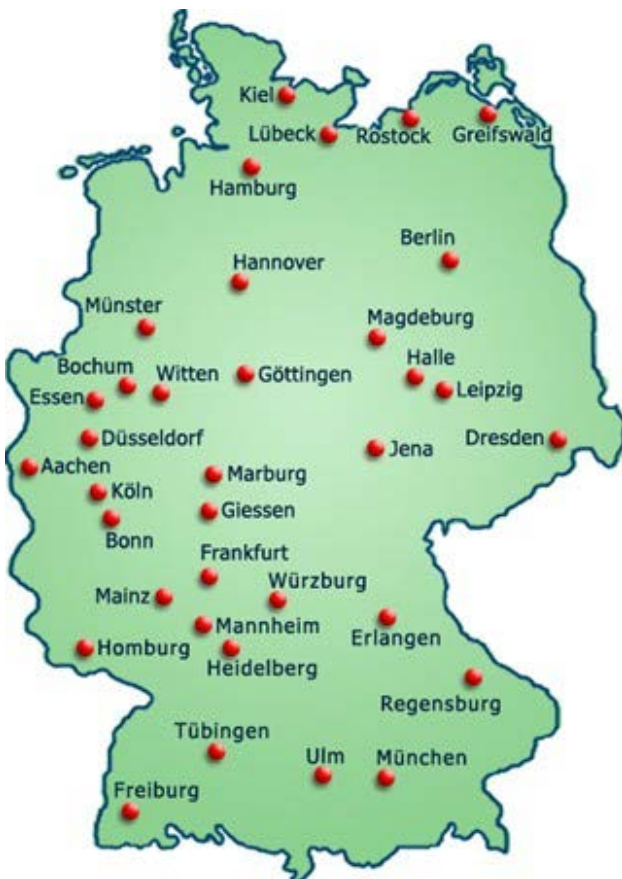 Kiel
Lübeck
Rostock
Greifswald
Hamburg
Berlin
Hannover
Münster
Magdeburg
Bochum
Witten
Göttingen
Halle
Essen
Leipzig
Düsseldorf
Jena
Dresden
Aachen
Marburg
Köln
Giessen
Bonn
Frankfurt
Würzburg
Mainz
Mannheim
Erlangen
Homburg
Heidelberg
Regensburg
Tübingen
Ulm
München
Freiburg